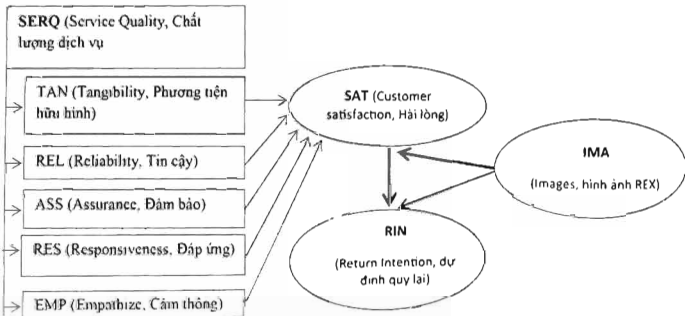 SERQ (Service Quality, Chất
lượng dịch vụ
TAN (Tangibility, Phương tiện
hữu hình)
REL (Reliability, Tin cậy)
ASS (Assurance, Đảm bảo)
RES (Responsiveness, Đáp ứng)
EMP (Empathize, Cảm thông)
SAT (Customer
satisfaction, Hài lòng)
IMA
(Images, hình ảnh REX)
RIN
(Return Intention, dự
định quy lại)